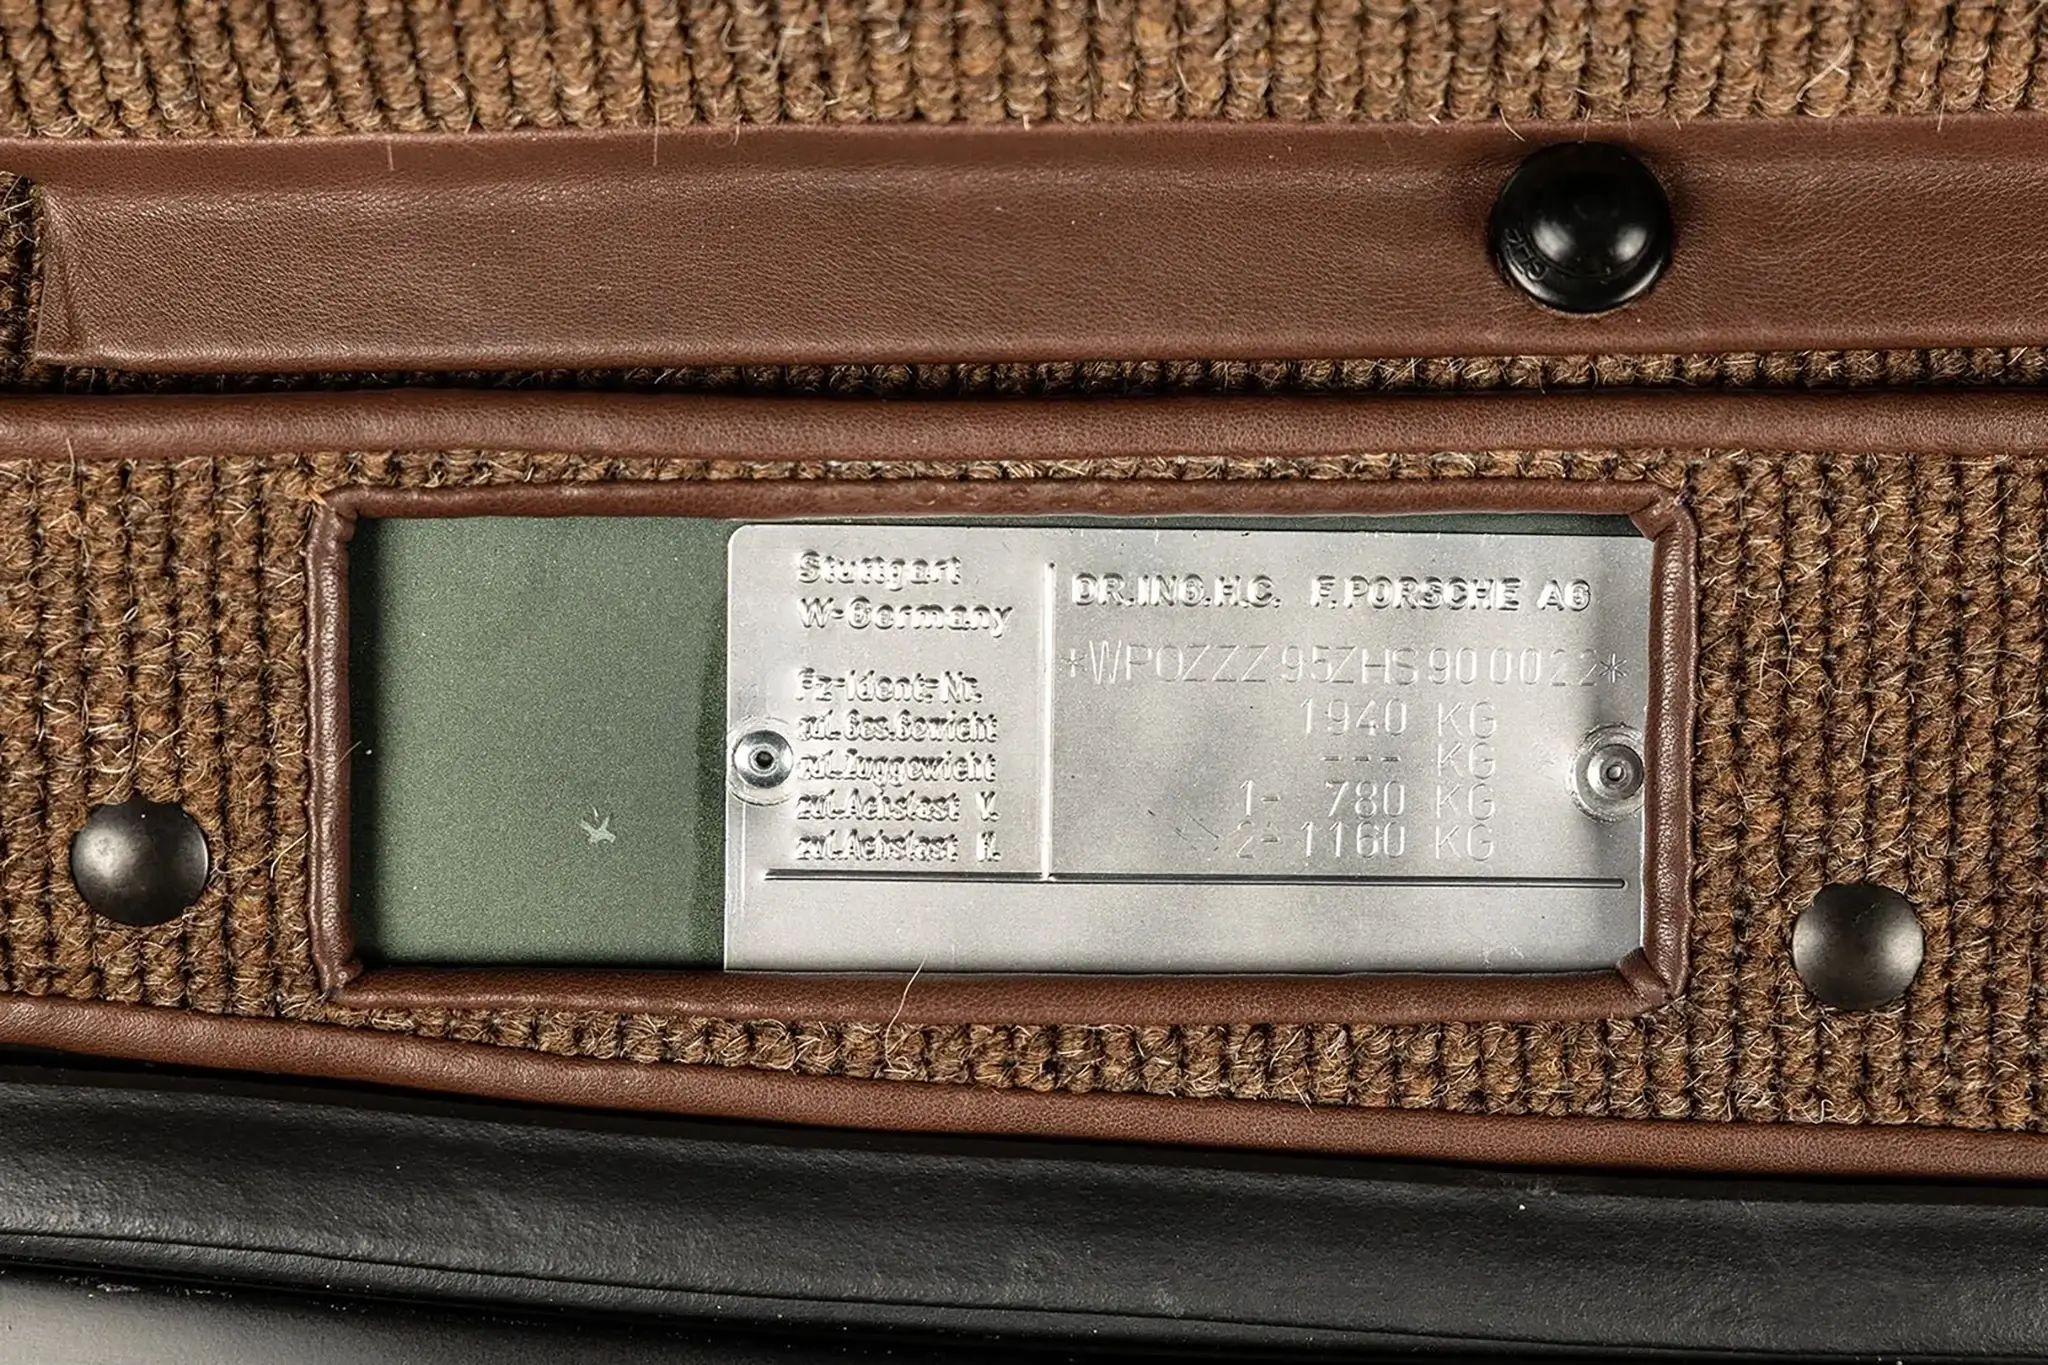 Stuttgart
W-Germany
DR.ING.H.C. F.PORSCHE AG
Fz-Ident-Nr. *WP0ZZZ95ZHS900022*
zul.Ges.Gewicht 1940 KG
zul.Zuggewicht --- KG
zul.Achslast V. 1- 780 KG
zul.Achslast H. 2- 1160 KG